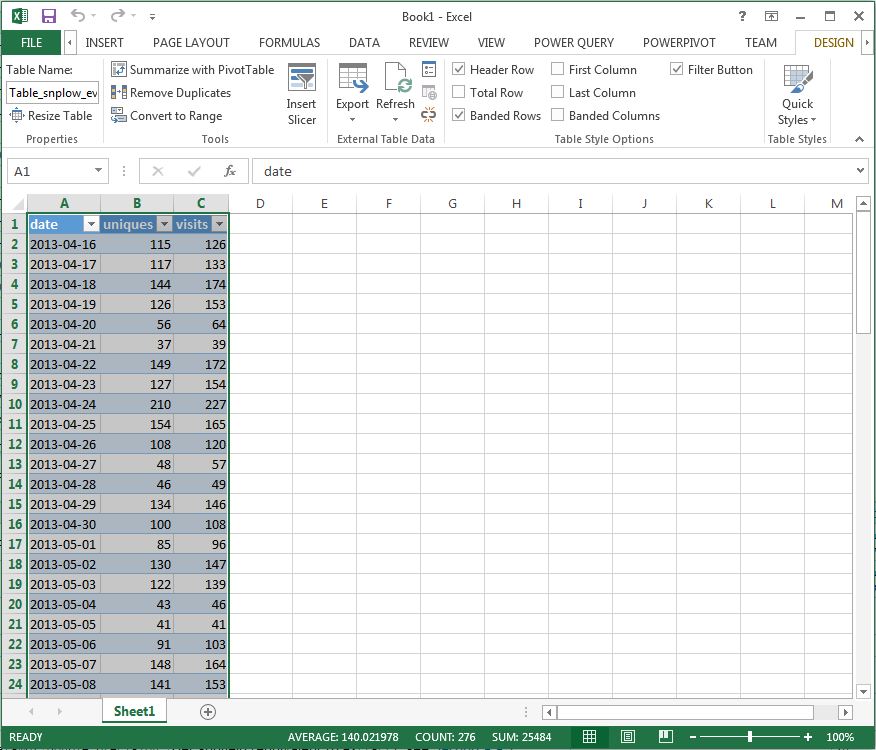 Book1 - Excel
FILE INSERT PAGE LAYOUT FORMULAS DATA REVIEW VIEW POWER QUERY POWERPIVOT TEAM DESIGN
Table Name: Summarize with PivotTable Header Row First Column Filter Button
Table_snplow_ev Remove Duplicates Insert Slicer Export Refresh Total Row Last Column Quick Styles
Resize Table Convert to Range Banded Rows Banded Columns
Properties Tools External Table Data Table Style Options Table Styles
A1 fx date
A B C D E F G H I J K L M
1 date uniques visits
2 2013-04-16 115 126
3 2013-04-17 117 133
4 2013-04-18 144 174
5 2013-04-19 126 153
6 2013-04-20 56 64
7 2013-04-21 37 39
8 2013-04-22 149 172
9 2013-04-23 127 154
10 2013-04-24 210 227
11 2013-04-25 154 165
12 2013-04-26 108 120
13 2013-04-27 48 57
14 2013-04-28 46 49
15 2013-04-29 134 146
16 2013-04-30 100 108
17 2013-05-01 85 96
18 2013-05-02 130 147
19 2013-05-03 122 139
20 2013-05-04 43 46
21 2013-05-05 41 41
22 2013-05-06 91 103
23 2013-05-07 148 164
24 2013-05-08 141 153
Sheet1
READY AVERAGE: 140.021978 COUNT: 276 SUM: 25484 100%